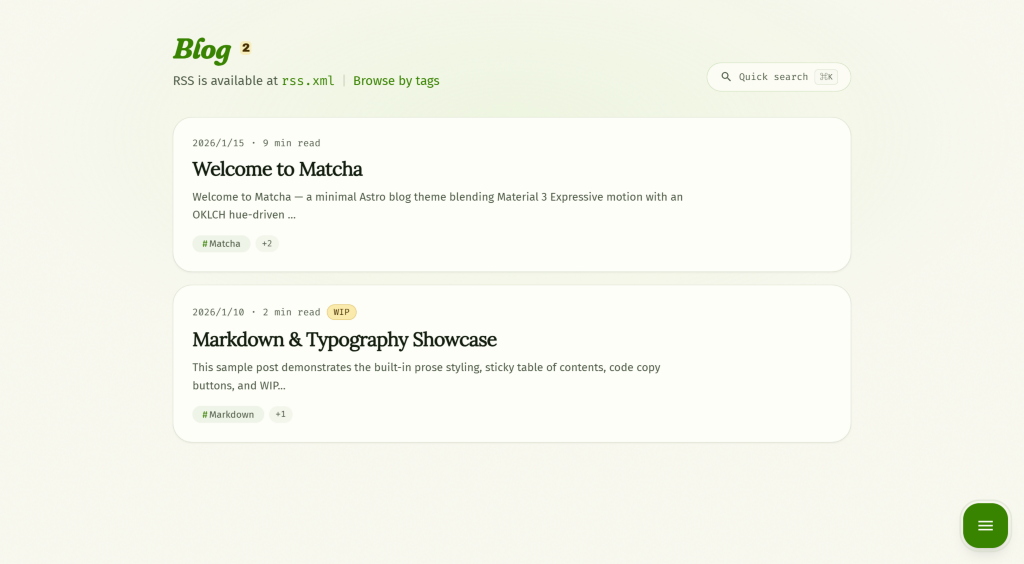 Blog 2
RSS is available at rss.xml | Browse by tags
Quick search ⌘K
2026/1/15 · 9 min read
Welcome to Matcha
Welcome to Matcha — a minimal Astro blog theme blending Material 3 Expressive motion with an
OKLCH hue-driven ...
#Matcha +2
2026/1/10 · 2 min read WIP
Markdown & Typography Showcase
This sample post demonstrates the built-in prose styling, sticky table of contents, code copy
buttons, and WIP...
#Markdown +1